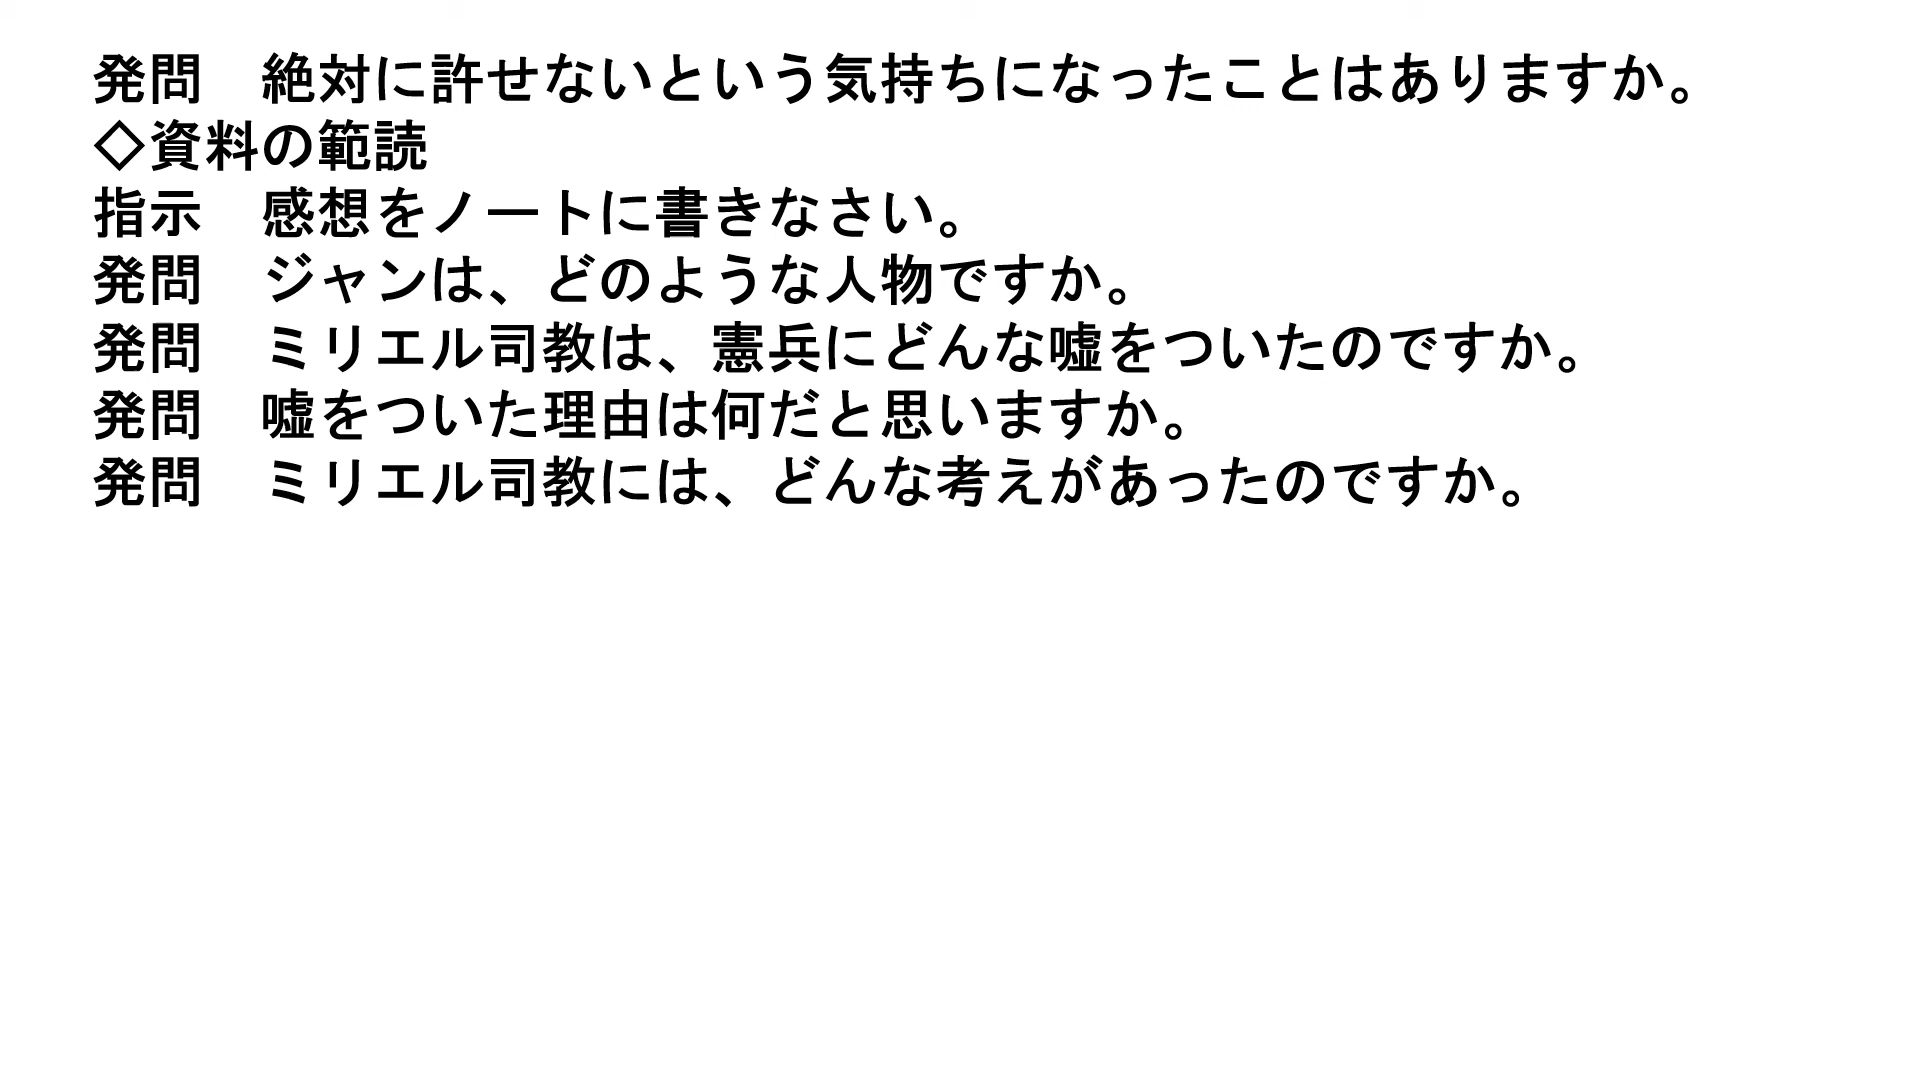 発問　絶対に許せないという気持ちになったことはありますか。
◇資料の範読
指示　感想をノートに書きなさい。
発問　ジャンは、どのような人物ですか。
発問　ミリエル司教は、憲兵にどんな嘘をついたのですか。
発問　嘘をついた理由は何だと思いますか。
発問　ミリエル司教には、どんな考えがあったのですか。